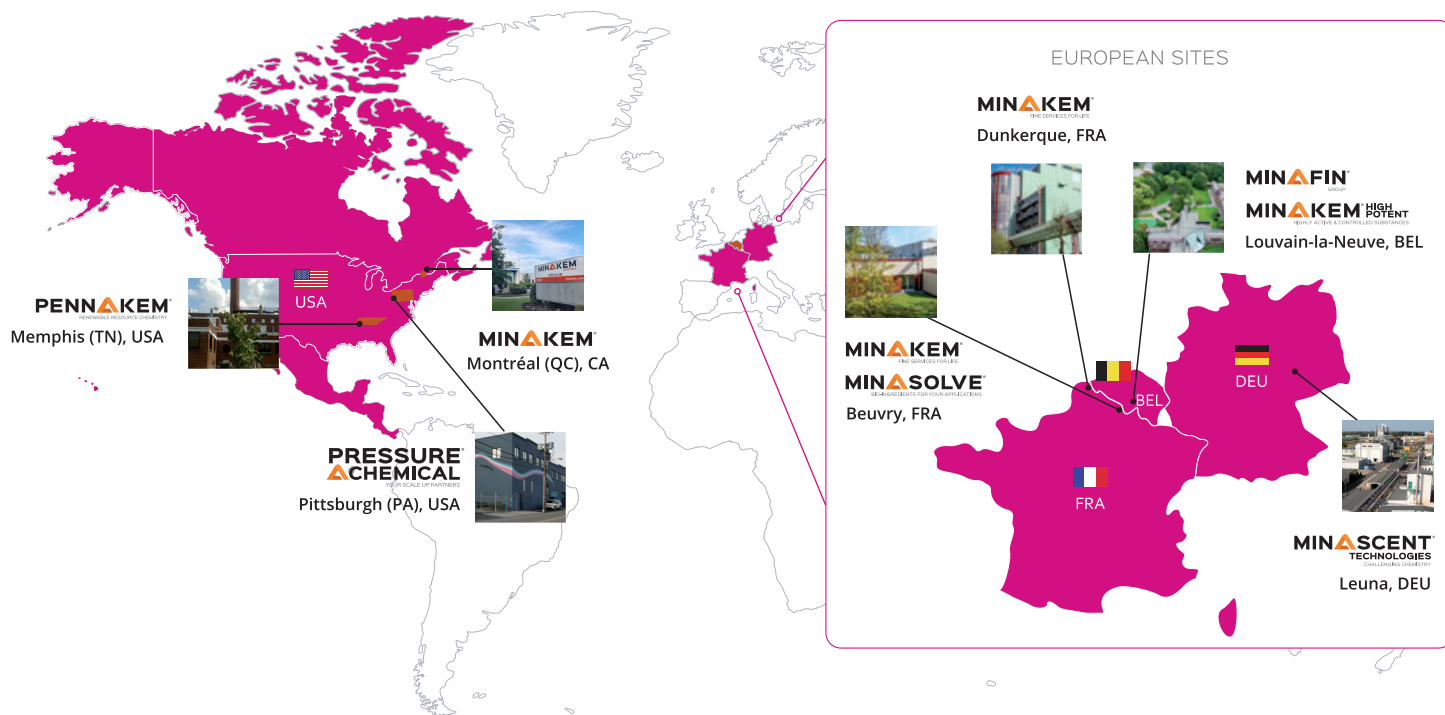 PENNAKEM®
RENEWABLE RESOURCE CHEMISTRY
Memphis (TN), USA
USA
MINAKEM
MINAKEM®
Montréal (QC), CA
PRESSURE®
CHEMICAL
YOUR SCALE UP PARTNERS
Pittsburgh (PA), USA
EUROPEAN SITES
MINAKEM®
FINE SERVICES FOR LIFE
Dunkerque, FRA
MINAFIN®
GROUP
MINAKEM® HIGH POTENT
HIGHLY ACTIVE & CONTROLLED SUBSTANCES
Louvain-la-Neuve, BEL
MINAKEM®
FINE SERVICES FOR LIFE
MINASOLVE®
BIO-INGREDIENTS FOR YOUR APPLICATIONS
Beuvry, FRA
BEL
DEU
FRA
MINASCENT®
TECHNOLOGIES
CHALLENGING CHEMISTRY
Leuna, DEU